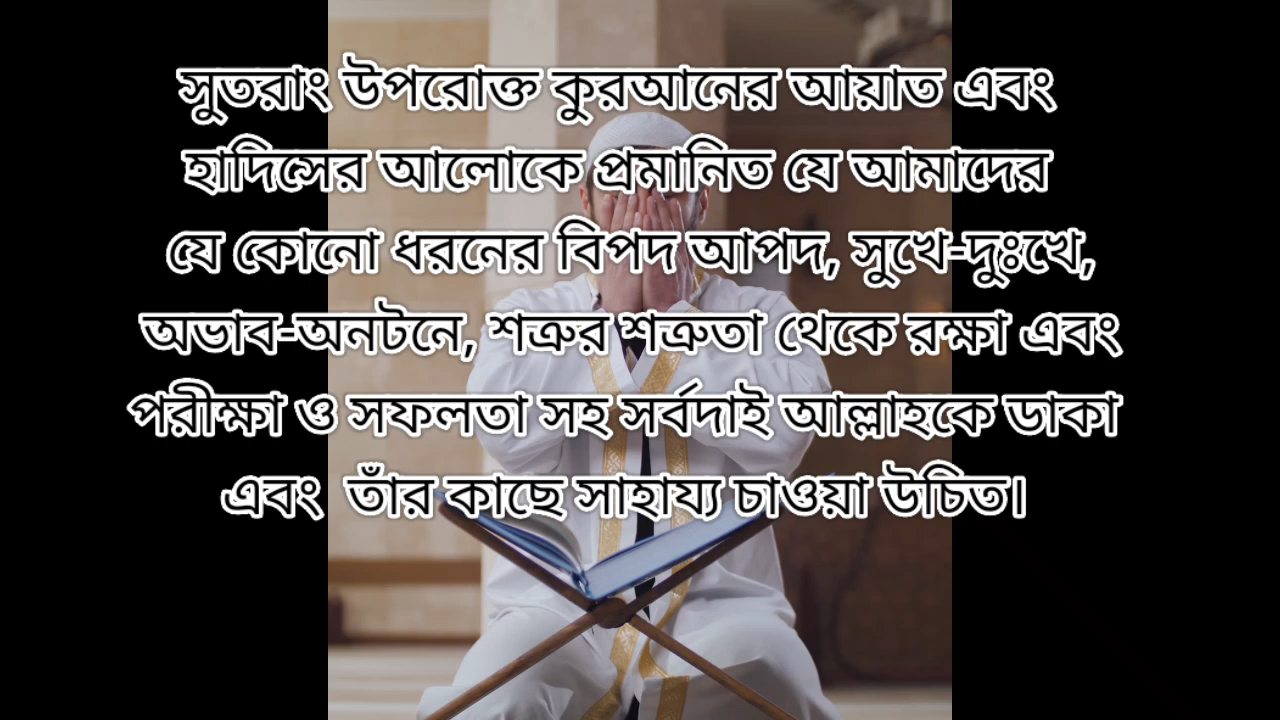 সুতরাং উপরোক্ত কুরআনের আয়াত এবং
হাদিসের আলোকে প্রমানিত যে আমাদের
যে কোনো ধরনের বিপদ আপদ, সুখে-দুঃখে,
অভাব-অনটনে, শত্রুর শত্রুতা থেকে রক্ষা এবং
পরীক্ষা ও সফলতা সহ সর্বদাই আল্লাহকে ডাকা
এবং তাঁর কাছে সাহায্য চাওয়া উচিত।